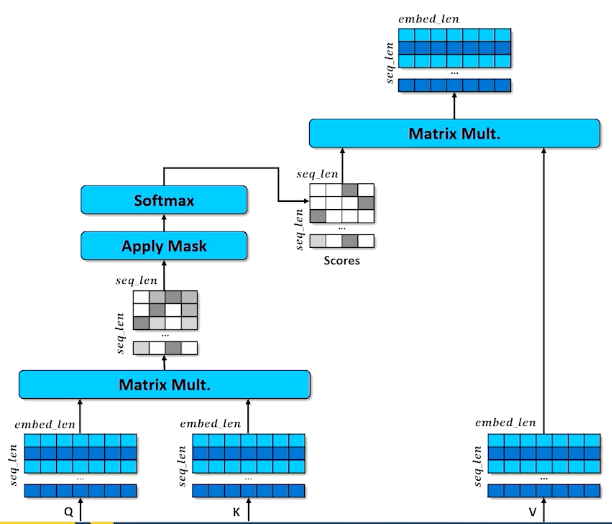 embed_len
seq_len
...
Matrix Mult.
seq_len
Softmax
seq_len
Apply Mask
...
Scores
seq_len
seq_len
...
Matrix Mult.
embed_len
embed_len
embed_len
seq_len
seq_len
seq_len
...
...
...
Q
K
V